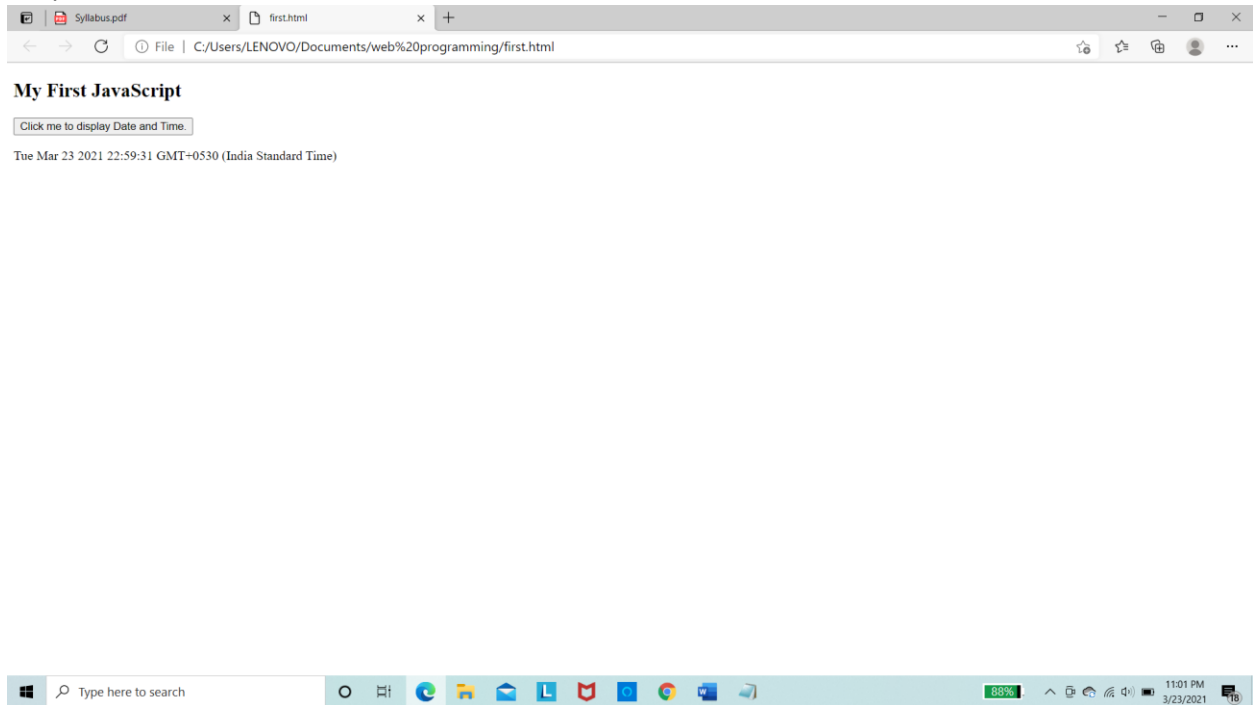 Syllabus.pdf
first.html
File | C:/Users/LENOVO/Documents/web%20programming/first.html
My First JavaScript
Click me to display Date and Time.
Tue Mar 23 2021 22:59:31 GMT+0530 (India Standard Time)
Type here to search
L
88%
11:01 PM
3/23/2021
18